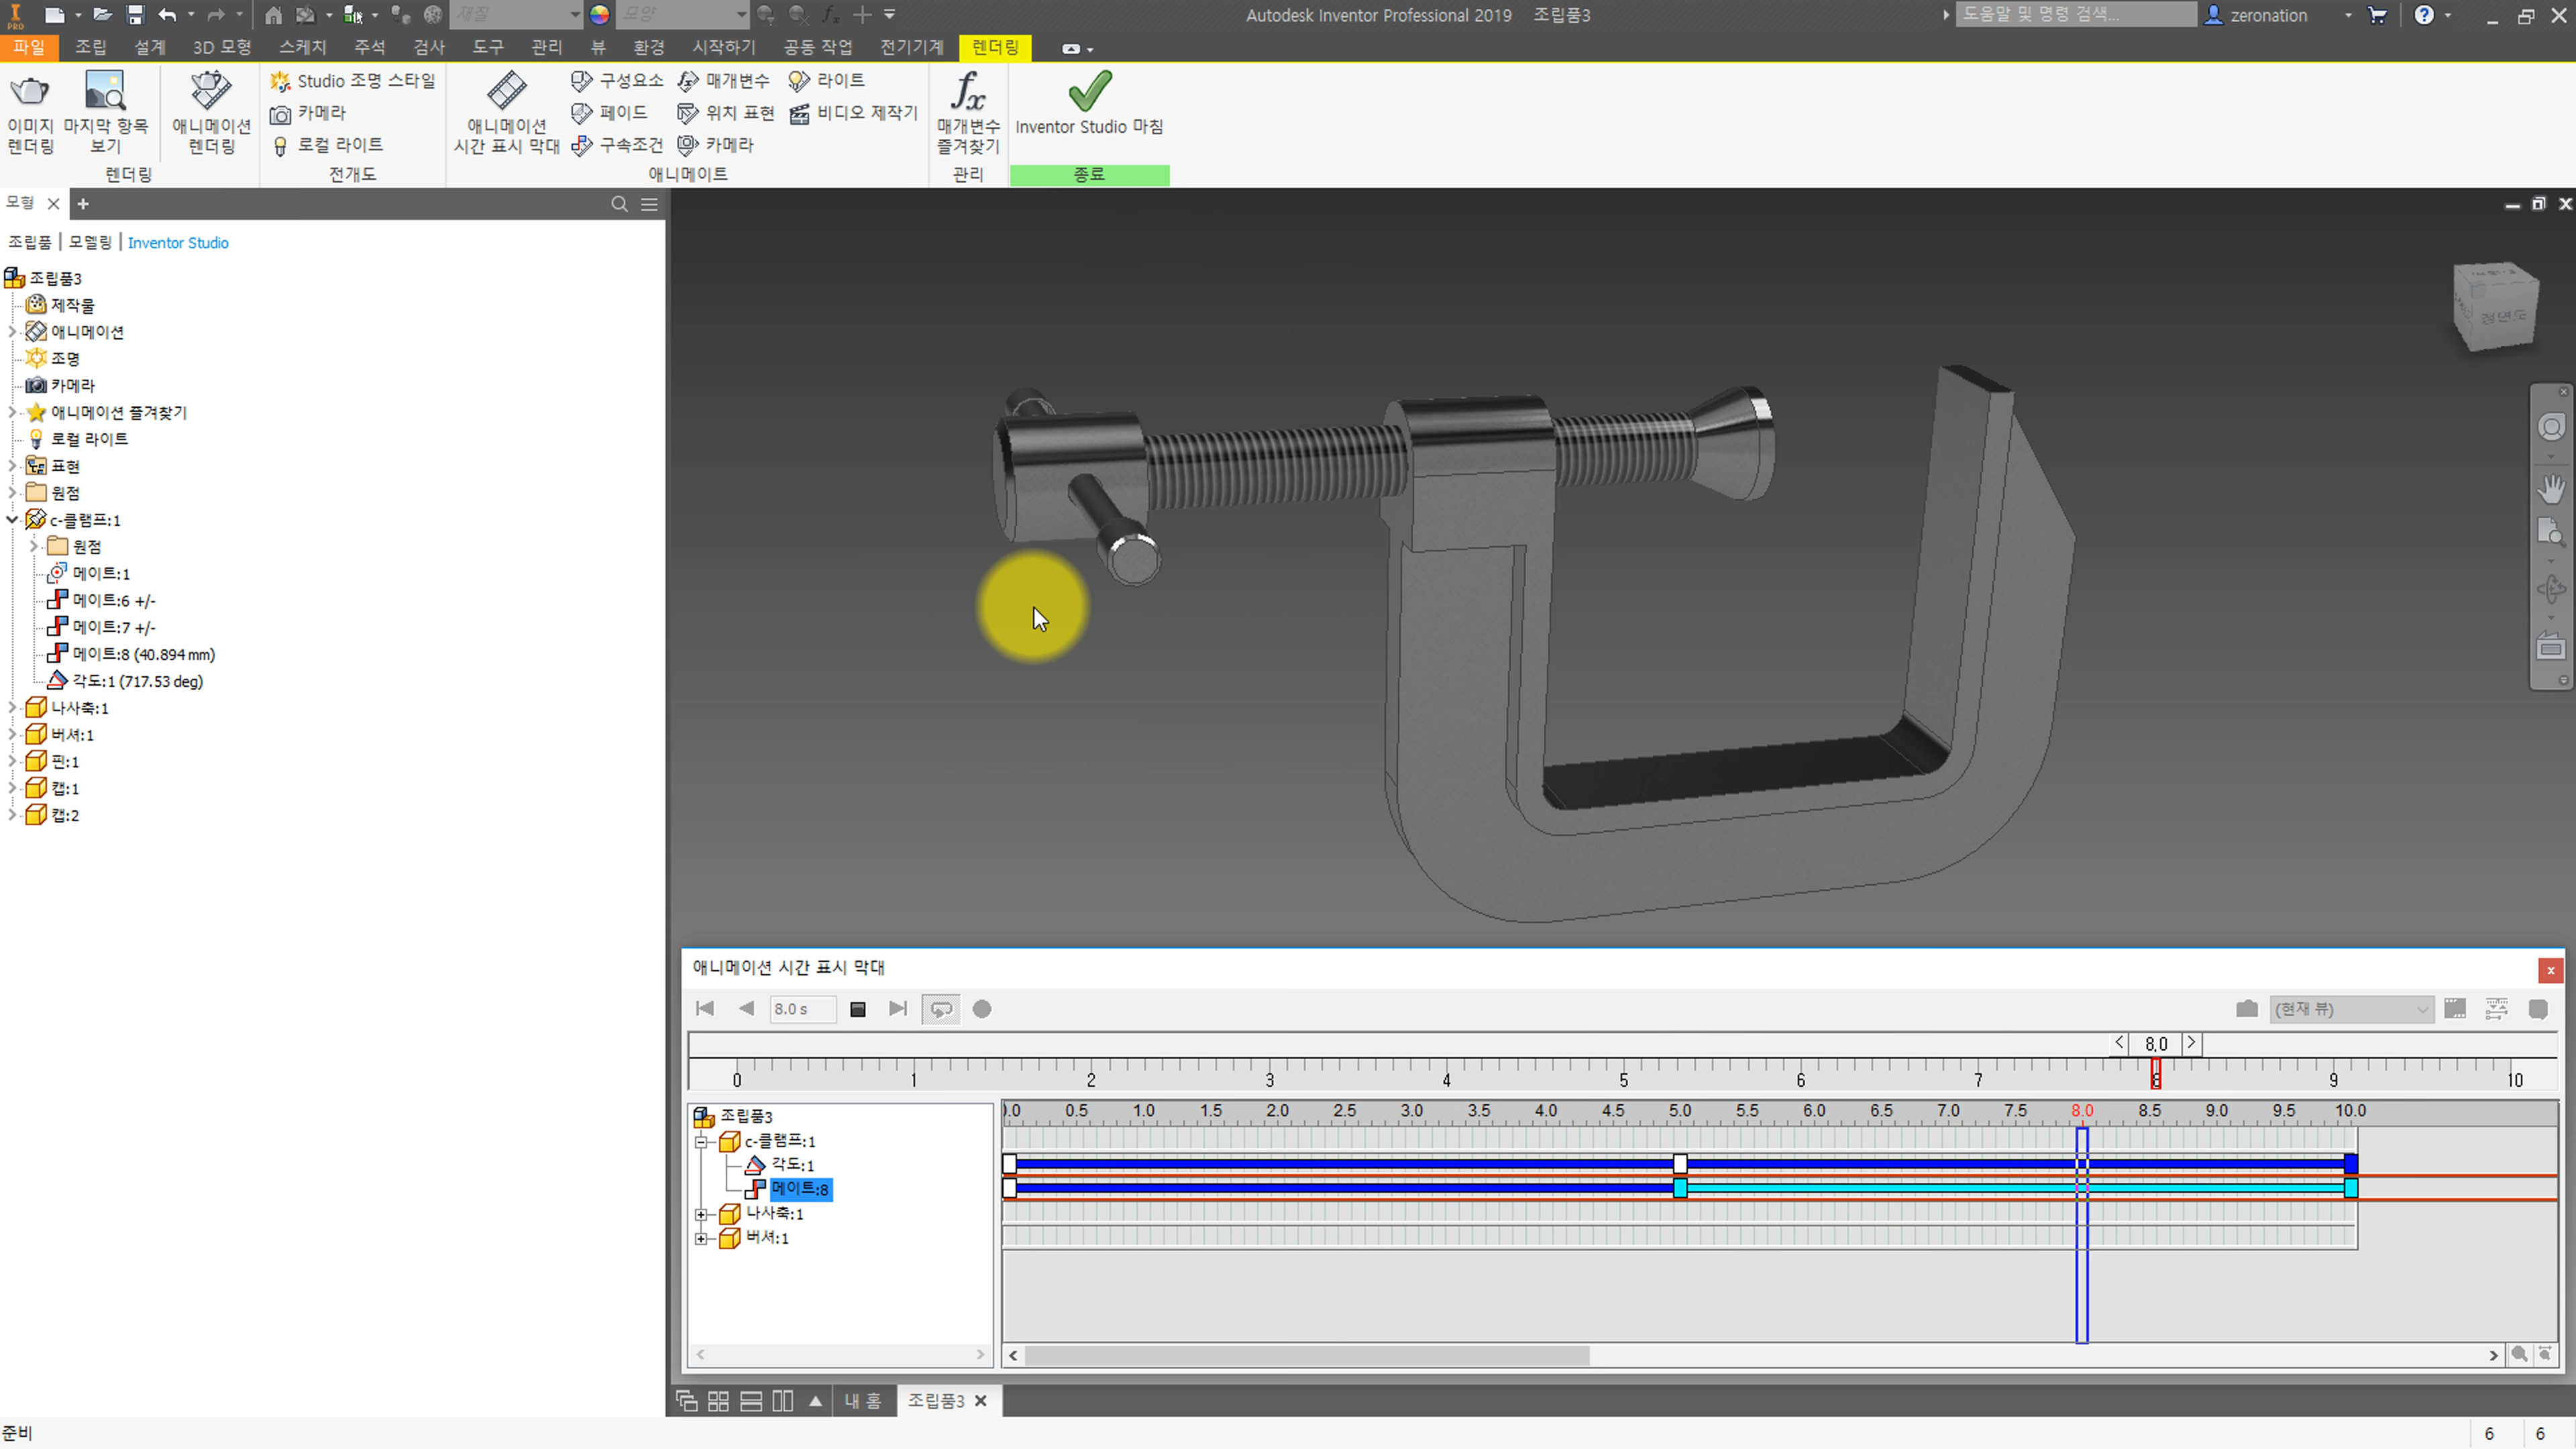 PRO
재질
모양
Autodesk Inventor Professional 2019 조립품3
도움말 및 명령 검색...
zeronation
파일 조립 설계 3D 모형 스케치 주석 검사 도구 관리 뷰 환경 시작하기 공동 작업 전기기계 렌더링
이미지 렌더링
마지막 항목 보기
애니메이션 렌더링
렌더링
Studio 조명 스타일
카메라
로컬 라이트
전개도
애니메이션 시간 표시 막대
구성요소
페이드
구속조건
매개변수
위치 표현
카메라
라이트
비디오 제작기
애니메이트
fx
매개변수 즐겨찾기
관리
Inventor Studio 마침
종료
모형
조립품 | 모델링 | Inventor Studio
조립품3
제작물
애니메이션
조명
카메라
애니메이션 즐겨찾기
로컬 라이트
표현
원점
c-클램프:1
원점
메이트:1
메이트:6 +/-
메이트:7 +/-
메이트:8 (40.894 mm)
각도:1 (717.53 deg)
나사축:1
버셔:1
핀:1
캡:1
캡:2
정면도
애니메이션 시간 표시 막대
8.0 s
(현재 뷰)
8.0
0 1 2 3 4 5 6 7 8 9 10
조립품3
c-클램프:1
각도:1
메이트:8
나사축:1
버셔:1
0.0 0.5 1.0 1.5 2.0 2.5 3.0 3.5 4.0 4.5 5.0 5.5 6.0 6.5 7.0 7.5 8.0 8.5 9.0 9.5 10.0
내 홈
조립품3
준비
6 6